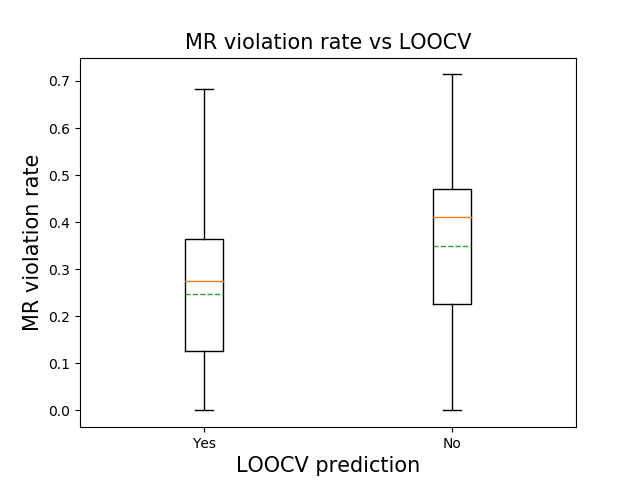 MR violation rate vs LOOCV
MR violation rate
0.7
0.6
0.5
0.4
0.3
0.2
0.1
0.0
Yes
No
LOOCV prediction